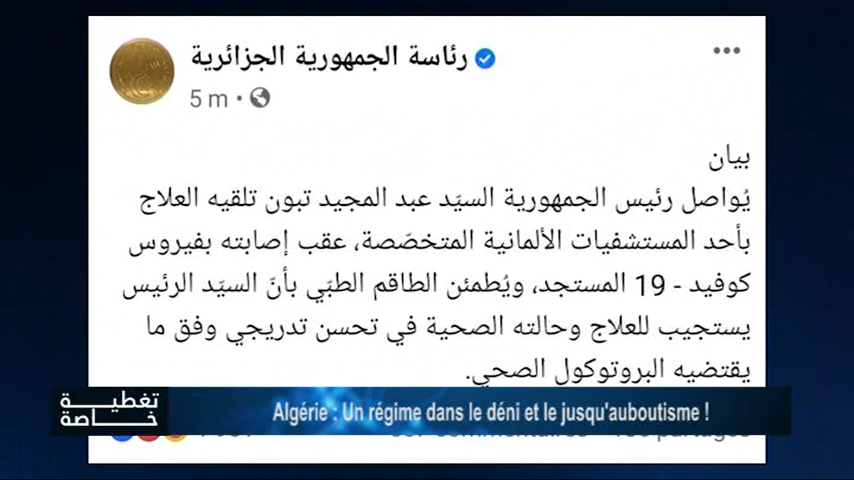 رئاسة الجمهورية الجزائرية
5 m
بيان
يُواصل رئيس الجمهورية السيّد عبد المجيد تبون تلقيه العلاج
بأحد المستشفيات الألمانية المتخصّصة، عقب إصابته بفيروس
كوفيد - 19 المستجد، ويُطمئن الطاقم الطبّي بأنّ السيّد الرئيس
يستجيب للعلاج وحالته الصحية في تحسن تدريجي وفق ما
يقتضيه البروتوكول الصحي.
تغطية
خاصة
Algérie : Un régime dans le déni et le jusqu'auboutisme !
commentaires partages